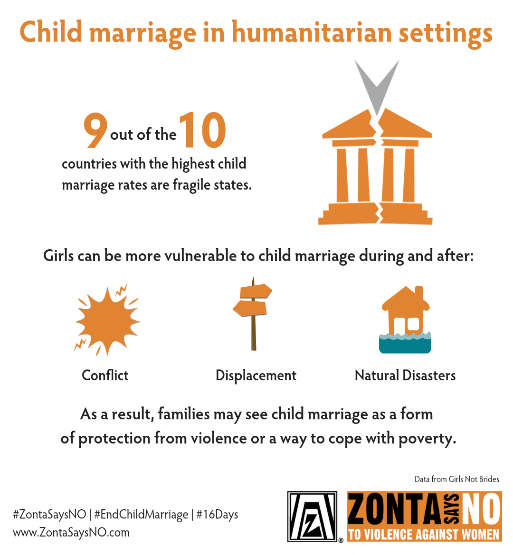 Child marriage in humanitarian settings
9 out of the 10
countries with the highest child
marriage rates are fragile states.
Girls can be more vulnerable to child marriage during and after:
Conflict
Displacement
Natural Disasters
As a result, families may see child marriage as a form
of protection from violence or a way to cope with poverty.
Data from Girls Not Brides
#ZontaSaysNO | #EndChildMarriage | #16Days
www.ZontaSaysNO.com
ZONTA SAYS NO
TO VIOLENCE AGAINST WOMEN